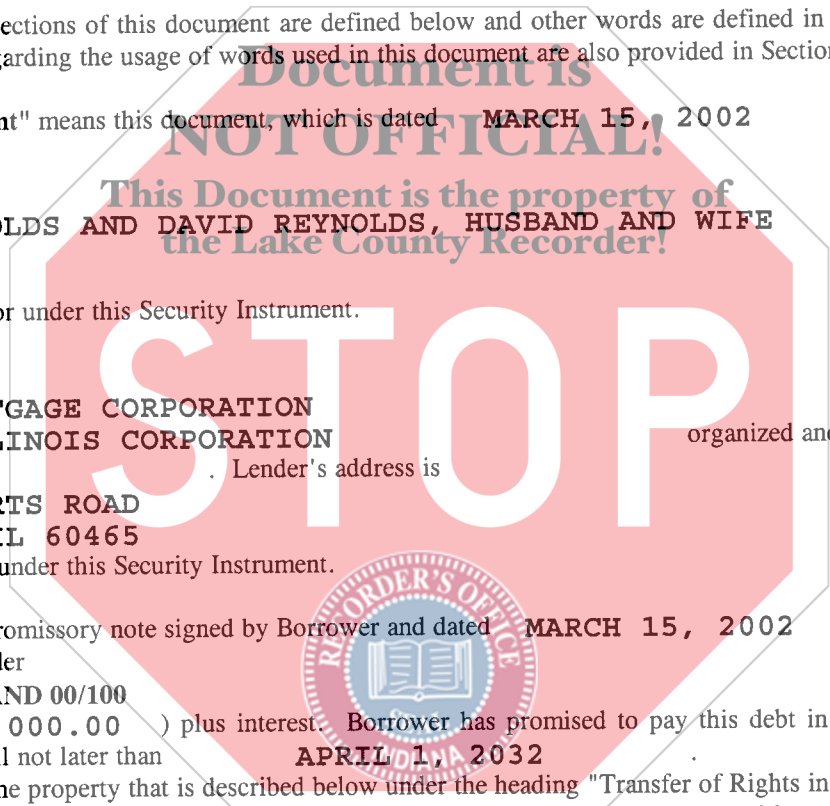 ections of this document are defined below and other words are defined in
garding the usage of words used in this document are also provided in Section
Document is
nt" means this document, which is dated MARCH 15, 2002
NOT OFFICIAL!
This Document is the property of
OLDS AND DAVID REYNOLDS, HUSBAND AND WIFE
the Lake County Recorder!
or under this Security Instrument.
STOP
TGAGE CORPORATION
LINOIS CORPORATION organized and
. Lender's address is
RTS ROAD
IL 60465
under this Security Instrument.
RECORDER'S OFFICE
romissory note signed by Borrower and dated MARCH 15, 2002
der
AND 00/100
000.00 ) plus interest. Borrower has promised to pay this debt in
ll not later than APRIL 1, 2032 .
INDIANA
he property that is described below under the heading "Transfer of Rights in